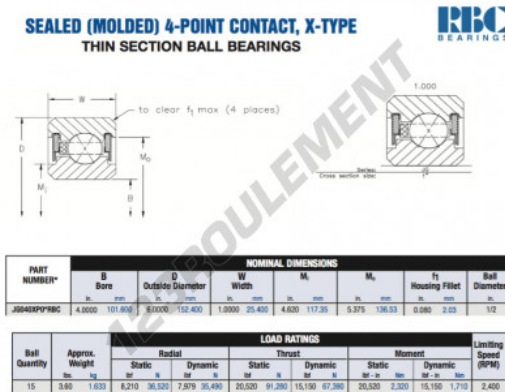 SEALED (MOLDED) 4-POINT CONTACT, X-TYPE
THIN SECTION BALL BEARINGS
RBC
BEARINGS
W
to clear f1 max (4 places)
D
Mo
Mi
B
X
1.000
X
Series:
Cross section size:
123ROULEMENT
PART NUMBER*
NOMINAL DIMENSIONS
B Bore
D Outside Diameter
W Width
Mi
Mo
f1 Housing Fillet
Ball Diameter
in. mm in. mm in. mm in. mm in. mm in. mm in.
JG040XP0*RBC 4.0000 101.600 6.0000 152.400 1.0000 25.400 4.620 117.35 5.375 136.53 0.080 2.03 1/2
Ball Quantity
Approx. Weight
LOAD RATINGS
Limiting Speed (RPM)
Radial Thrust Moment
Static Dynamic Static Dynamic Static Dynamic
lbs. kg lbf N lbf N lbf N lbf N lbf - in Nm lbf - in Nm
15 3.60 1.633 8,210 36,520 7,979 35,490 20,520 91,280 15,150 67,390 20,520 2,320 15,150 1,710 2,400